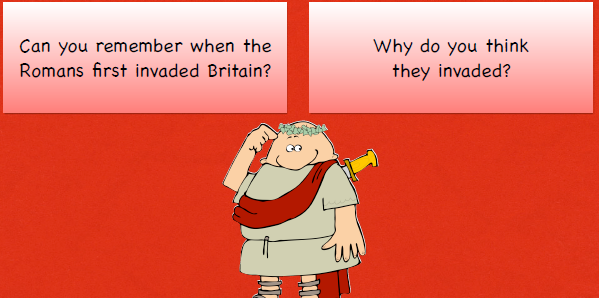 Can you remember when the
Romans first invaded Britain?
Why do you think
they invaded?